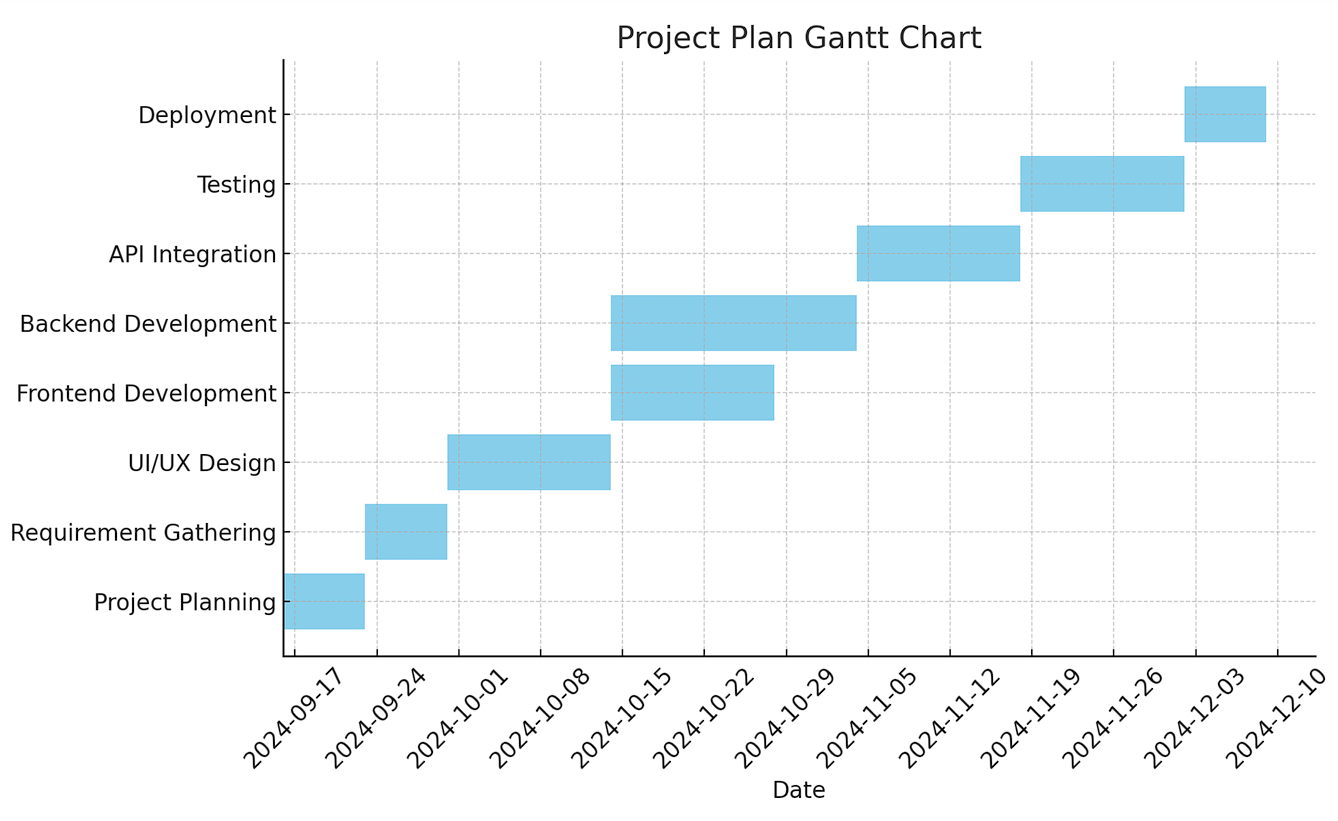 Project Plan Gantt Chart
Deployment
Testing
API Integration
Backend Development
Frontend Development
UI/UX Design
Requirement Gathering
Project Planning
2024-09-17
2024-09-24
2024-10-01
2024-10-08
2024-10-15
2024-10-22
2024-10-29
2024-11-05
2024-11-12
2024-11-19
2024-11-26
2024-12-03
2024-12-10
Date